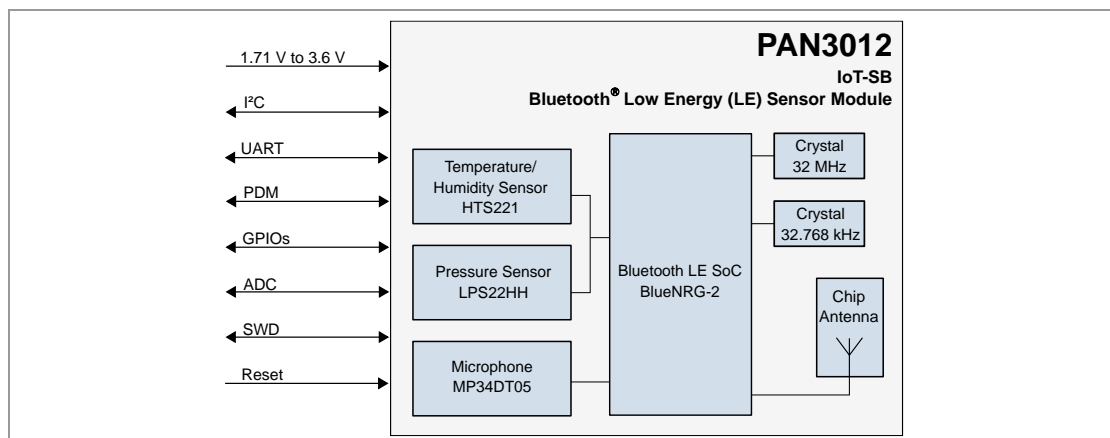 PAN3012
IoT-SB
Bluetooth® Low Energy (LE) Sensor Module
1.71 V to 3.6 V
I²C
UART
PDM
GPIOs
ADC
SWD
Reset
Temperature/
Humidity Sensor
HTS221
Pressure Sensor
LPS22HH
Microphone
MP34DT05
Bluetooth LE SoC
BlueNRG-2
Crystal
32 MHz
Crystal
32.768 kHz
Chip
Antenna